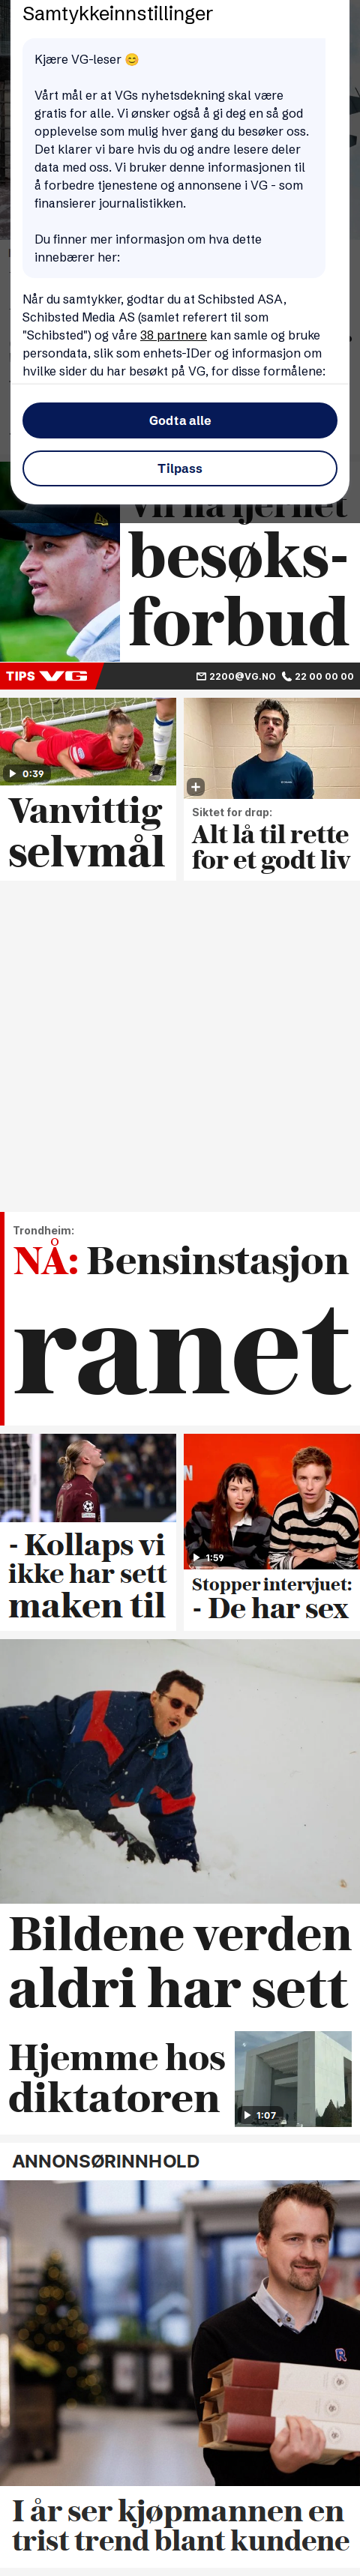 Samtykkeinnstillinger
Kjære VG-leser 😊
Vårt mål er at VGs nyhetsdekning skal være
gratis for alle. Vi ønsker også å gi deg en så god
opplevelse som mulig hver gang du besøker oss.
Det klarer vi bare hvis du og andre lesere deler
data med oss. Vi bruker denne informasjonen til
å forbedre tjenestene og annonsene i VG - som
finansierer journalistikken.
Du finner mer informasjon om hva dette
innebærer her:
Når du samtykker, godtar du at Schibsted ASA,
Schibsted Media AS (samlet referert til som
"Schibsted") og våre 38 partnere kan samle og bruke
persondata, slik som enhets-IDer og informasjon om
hvilke sider du har besøkt på VG, for disse formålene:
Godta alle
Tilpass
Vil ha fjernet
besøks-
forbud
TIPS VG 2200@VG.NO 22 00 00 00
0:39
Vanvittig
selvmål
Siktet for drap:
Alt lå til rette
for et godt liv
Trondheim:
NÅ: Bensinstasjon
ranet
- Kollaps vi
ikke har sett
maken til
1:59
Stopper intervjuet:
- De har sex
Bildene verden
aldri har sett
Hjemme hos
diktatoren
1:07
ANNONSØRINNHOLD
I år ser kjøpmannen en
trist trend blant kundene